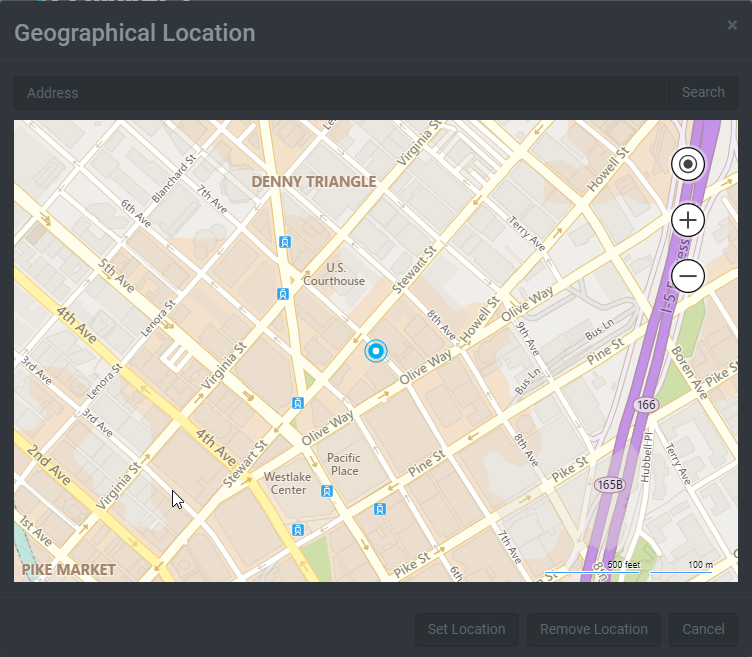 Geographical Location
×
Address
Search
Virginia St
Blanchard St
Howell St
DENNY TRIANGLE
7th Ave
6th Ave
Terry Ave
5th Ave
U.S.
Courthouse
Stewart St
I-5 Express
4th Ave
Lenora St
Howell St
Olive Way
8th Ave
9th Ave
Bus Ln
3rd Ave
Virginia St
Pine St
Boren Ave
Olive Way
Lenora St
Bus Ln
Pike St
166
3rd Ave
Olive Way
4th Ave
Stewart St
8th Ave
2nd Ave
Pacific
Place
Pine St
Pike St
Hubbell Pl
Terry Ave
Westlake
Center
165B
Virginia St
1st Ave
7th Ave
Pike St
6th
PIKE MARKET
500 feet
100 m
Set Location
Remove Location
Cancel